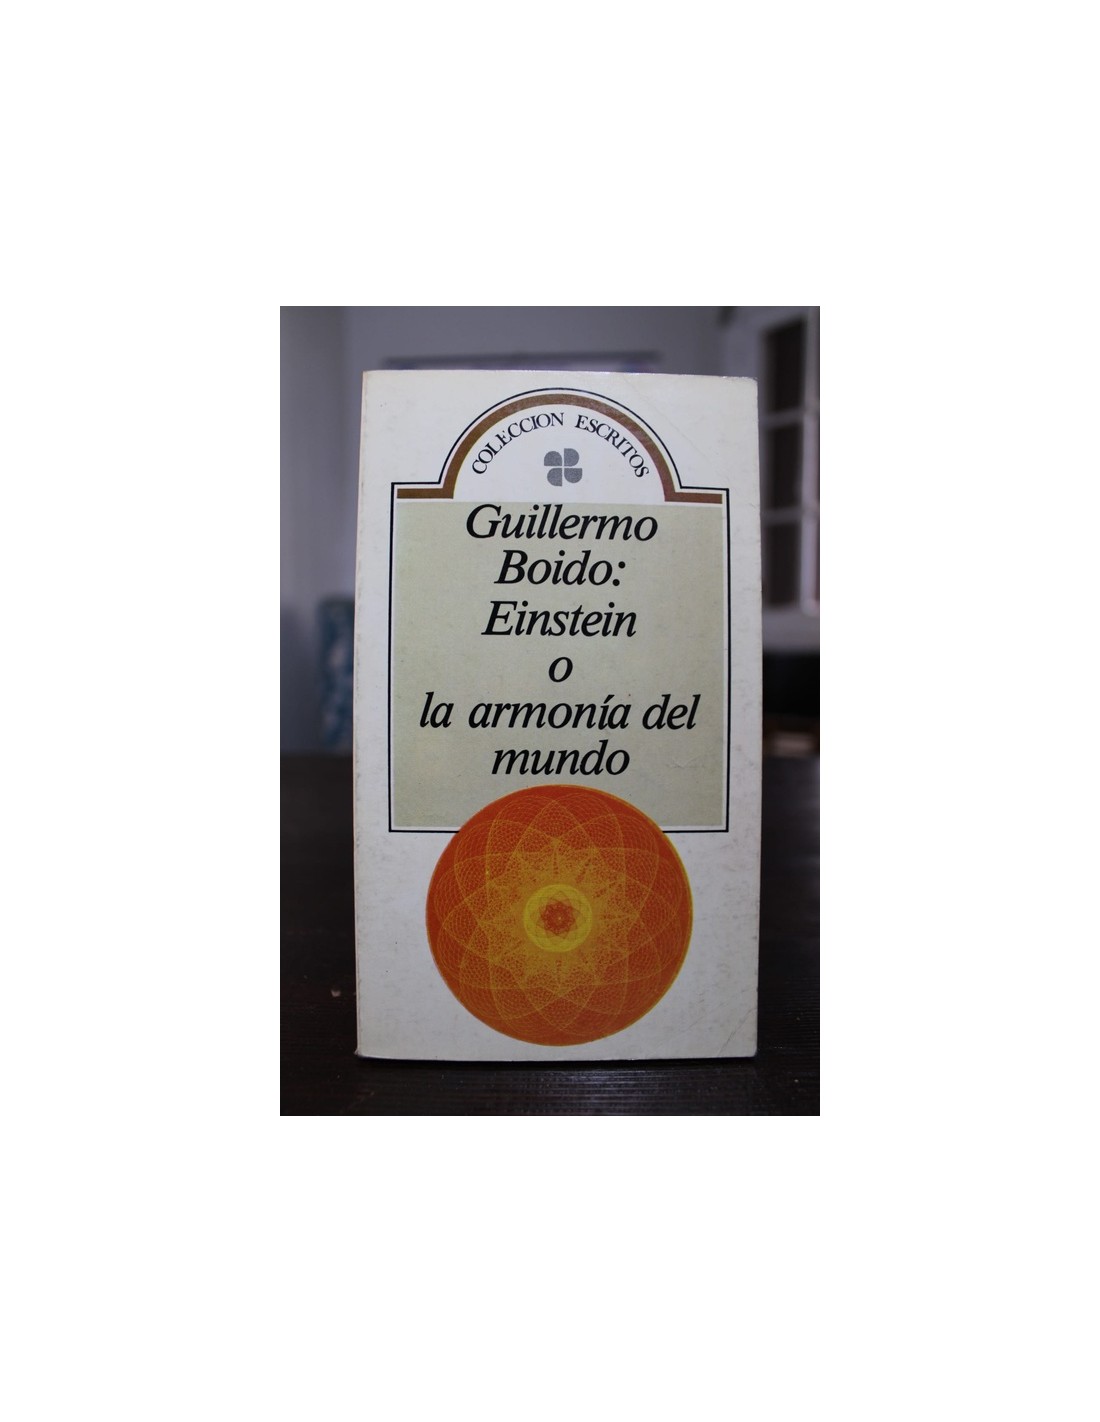 COLECCION ESCRITOS
Guillermo
Boido:
Einstein
o
la armonía del
mundo